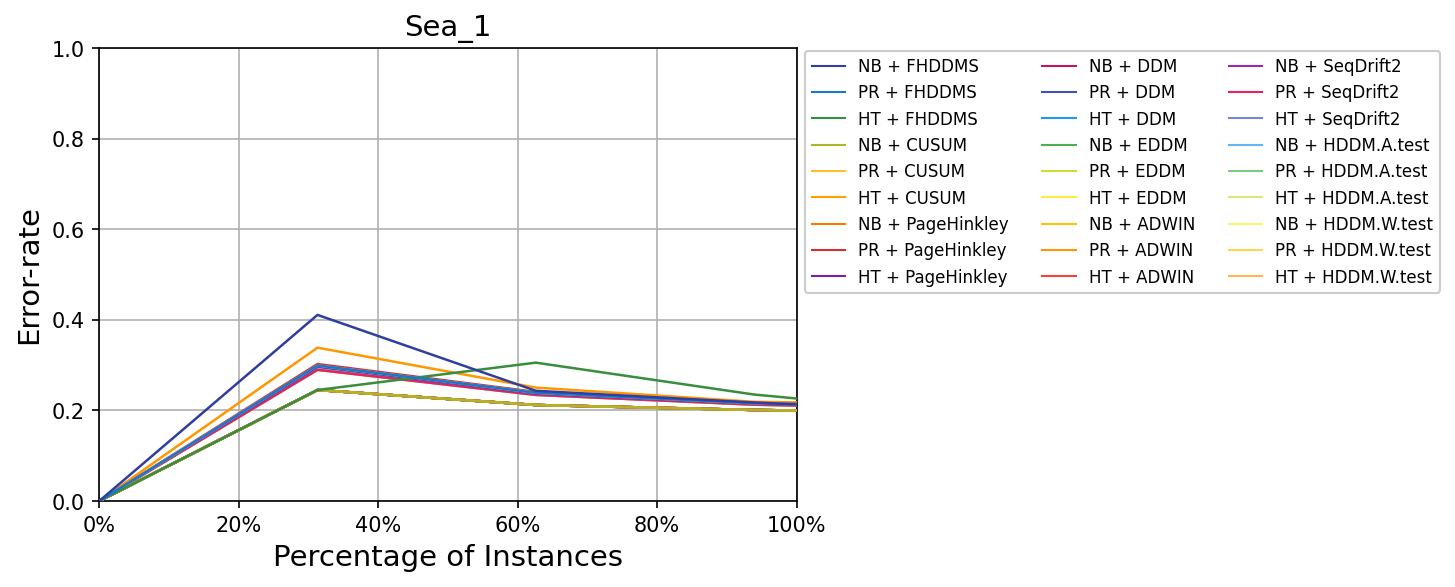 Sea_1
1.0
0.8
0.6
0.4
0.2
0.0
Error-rate
0%
20%
40%
60%
80%
100%
Percentage of Instances
NB + FHDDMS
PR + FHDDMS
HT + FHDDMS
NB + CUSUM
PR + CUSUM
HT + CUSUM
NB + PageHinkley
PR + PageHinkley
HT + PageHinkley
NB + DDM
PR + DDM
HT + DDM
NB + EDDM
PR + EDDM
HT + EDDM
NB + ADWIN
PR + ADWIN
HT + ADWIN
NB + SeqDrift2
PR + SeqDrift2
HT + SeqDrift2
NB + HDDM.A.test
PR + HDDM.A.test
HT + HDDM.A.test
NB + HDDM.W.test
PR + HDDM.W.test
HT + HDDM.W.test